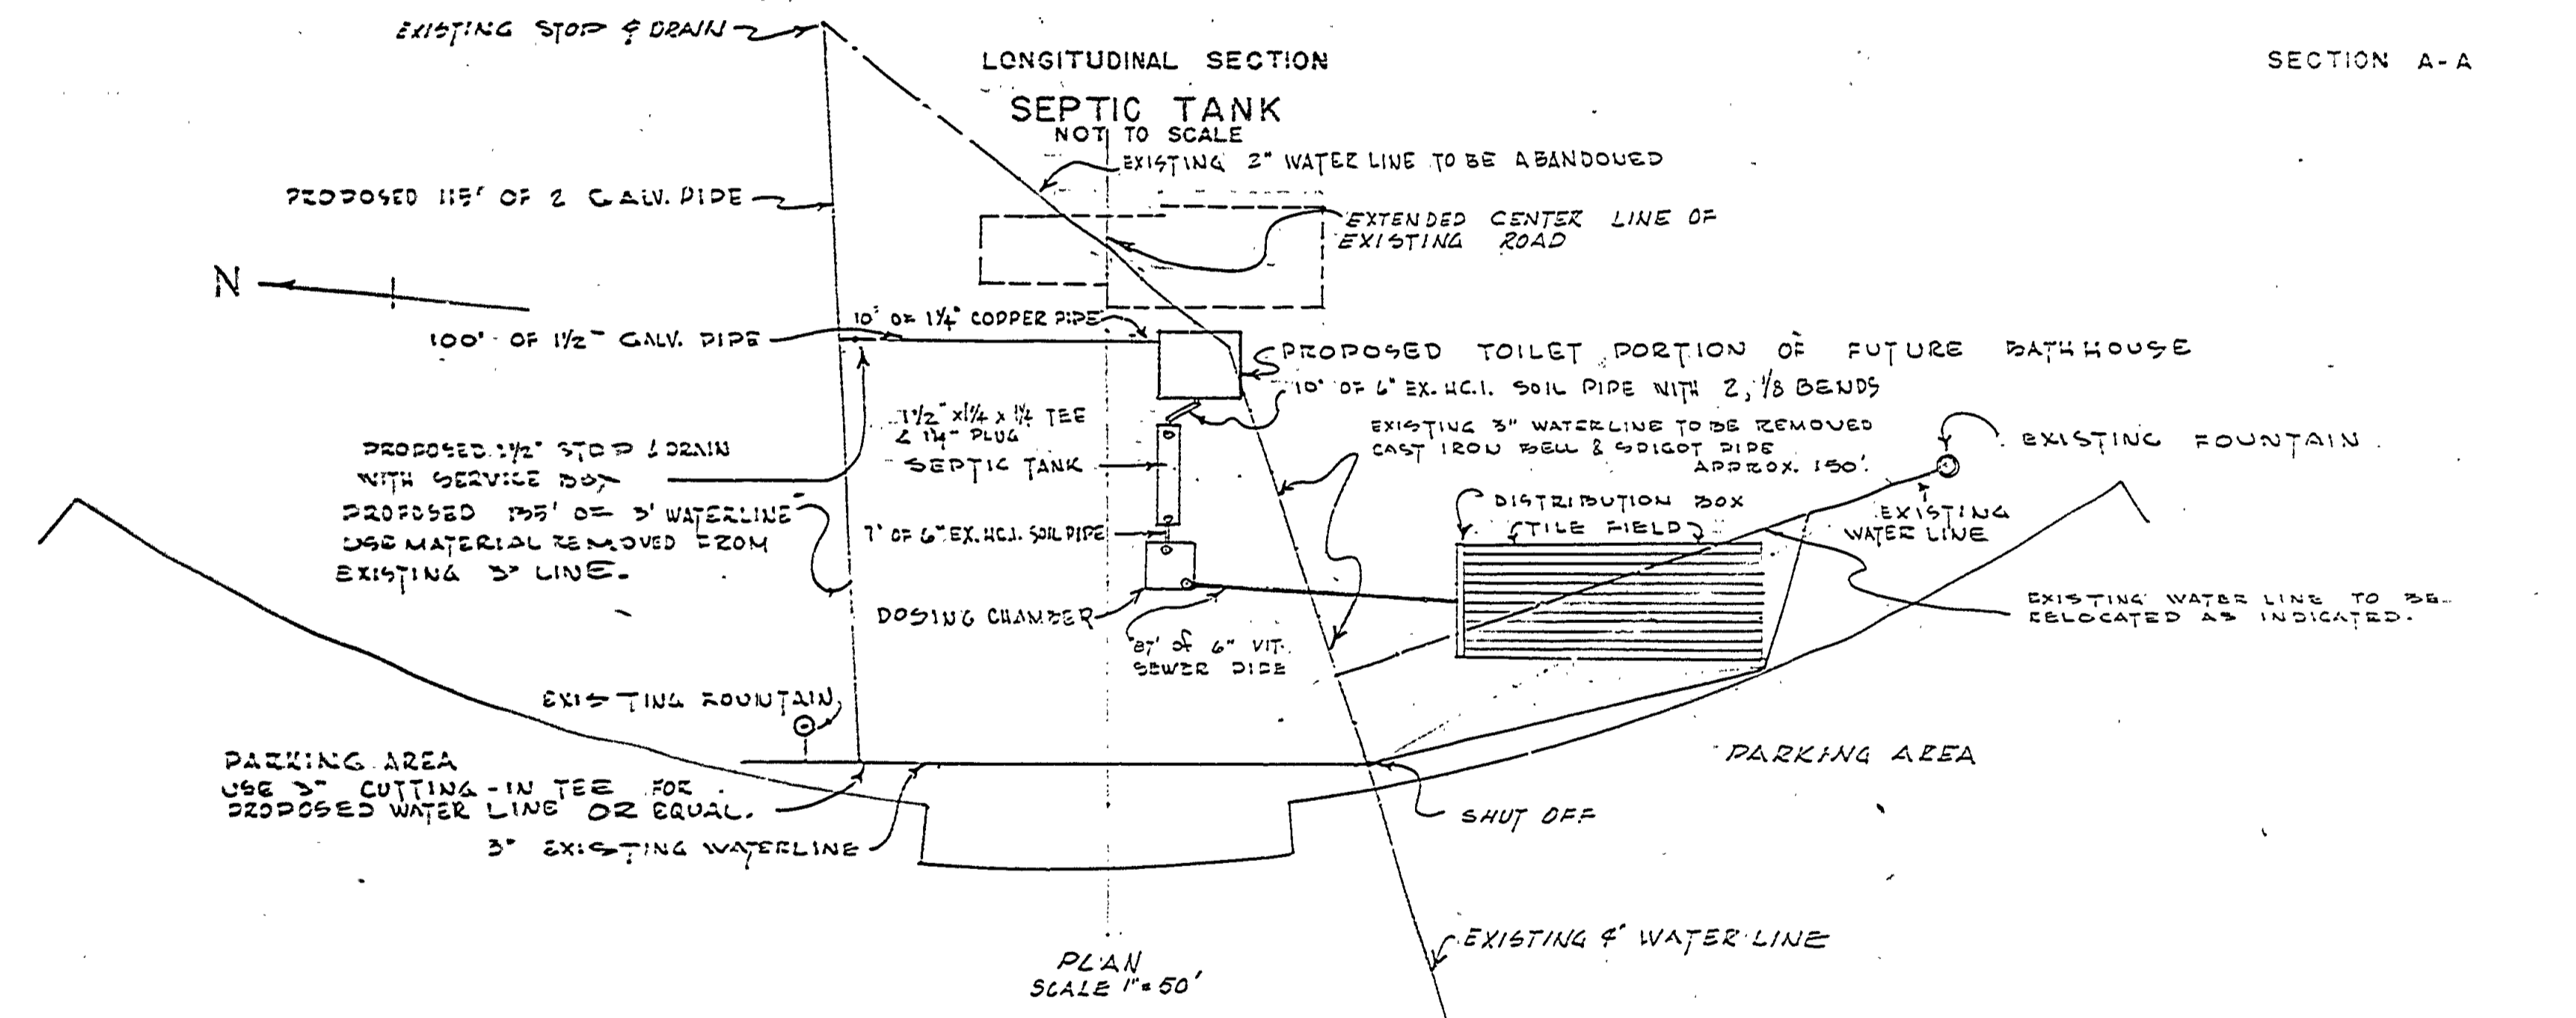 EXISTING STOP & DRAIN
LONGITUDINAL SECTION
SECTION A-A
SEPTIC TANK
NOT TO SCALE
EXISTING 2" WATER LINE TO BE ABANDONED
PROPOSED 115' OF 2 GALV. PIPE
EXTENDED CENTER LINE OF
EXISTING ROAD
N
10' OF 1¼" COPPER PIPE
100' OF 1½" GALV. PIPE
PROPOSED TOILET PORTION OF FUTURE BATHHOUSE
10' OF 6" EX. H.C.I. SOIL PIPE WITH 2, 1/8 BENDS
1½" x 1¼ x 1¼ TEE
& 1¼" PLUG
EXISTING 3" WATERLINE TO BE REMOVED
CAST IRON BELL & SPIGOT PIPE
APPROX. 150'.
EXISTING FOUNTAIN.
PROPOSED 1½" STOP & DRAIN
WITH SERVICE BOX
SEPTIC TANK
DISTRIBUTION BOX
TILE FIELD
EXISTING
WATER LINE
PROPOSED 135' OF 3' WATERLINE
USE MATERIAL REMOVED FROM
EXISTING 3" LINE.
7' OF 6" EX. H.C.I. SOIL PIPE
DOSING CHAMBER
87' of 6" VIT.
SEWER PIPE
EXISTING WATER LINE TO BE
RELOCATED AS INDICATED.
EXISTING FOUNTAIN
PARKING AREA
PARKING AREA
USE 3" CUTTING-IN TEE FOR
PROPOSED WATER LINE OR EQUAL.
SHUT OFF
3" EXISTING WATERLINE
EXISTING 4" WATER LINE
PLAN
SCALE 1" = 50'